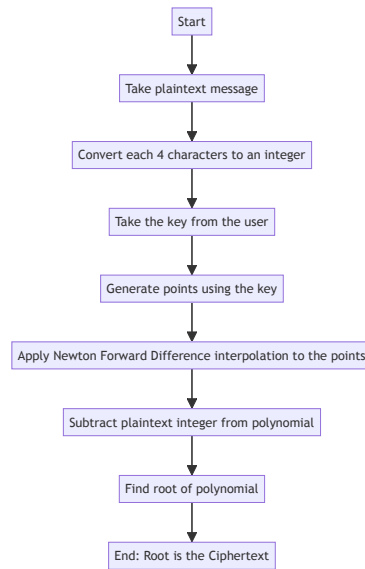 Start
Take plaintext message
Convert each 4 characters to an integer
Take the key from the user
Generate points using the key
Apply Newton Forward Difference interpolation to the points
Subtract plaintext integer from polynomial
Find root of polynomial
End: Root is the Ciphertext